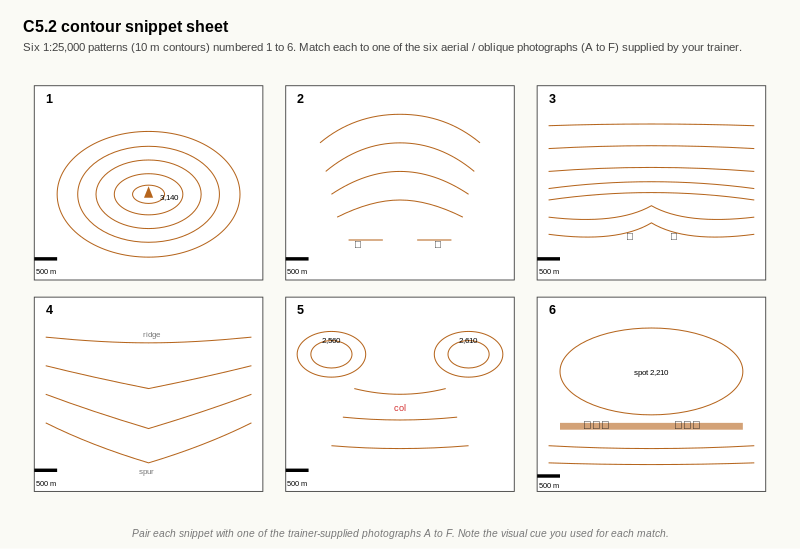 C5.2 contour snippet sheet
Six 1:25,000 patterns (10 m contours) numbered 1 to 6. Match each to one of the six aerial / oblique photographs (A to F) supplied by your trainer.
1
2
3
3,140
500 m
500 m
500 m
4
5
6
ridge
2,560
2,610
spot 2,210
col
spur
500 m
500 m
500 m
Pair each snippet with one of the trainer-supplied photographs A to F. Note the visual cue you used for each match.